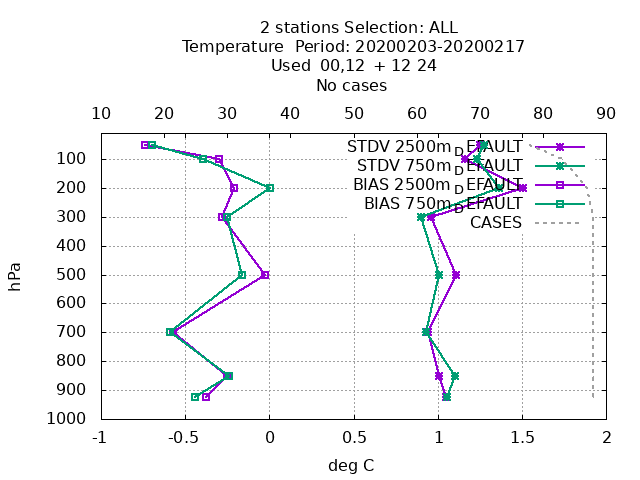 2 stations Selection: ALL
Temperature  Period: 20200203-20200217
Used  00,12  + 12 24
No cases
10 20 30 40 50 60 70 80 90
STDV 2500m_DEFAULT
100
STDV 750m_DEFAULT
BIAS 2500m_DEFAULT
200
BIAS 750m_DEFAULT
300
CASES
400
500
600
700
800
900
1000
hPa
-1 -0.5 0 0.5 1 1.5 2
deg C